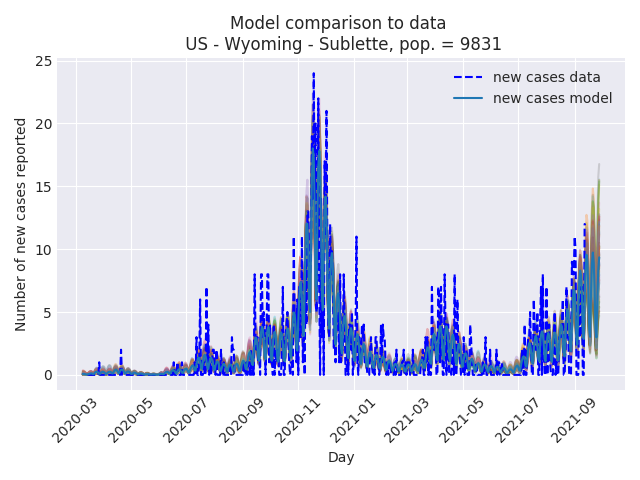 Model comparison to data
US - Wyoming - Sublette, pop. = 9831
new cases data
new cases model
Number of new cases reported
25
20
15
10
5
0
2020-03
2020-05
2020-07
2020-09
2020-11
2021-01
2021-03
2021-05
2021-07
2021-09
Day